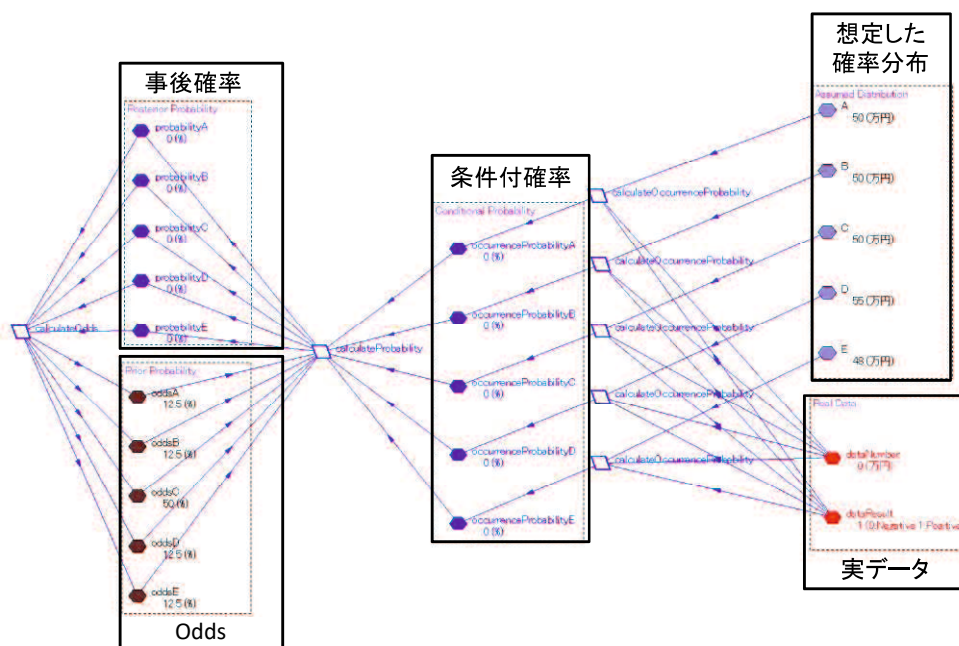 事後確率
Posterior Probability
probabilityA
0 (%)
probabilityB
0 (%)
probabilityC
0 (%)
probabilityD
0 (%)
probabilityE
0 (%)
calculateOdds
Prior Probability
oddsA
12.5 (%)
oddsB
12.5 (%)
oddsC
50 (%)
oddsD
12.5 (%)
oddsE
12.5 (%)
Odds
calculateProbability
条件付確率
Conditional Probability
occurrenceProbabilityA
0 (%)
occurrenceProbabilityB
0 (%)
occurrenceProbabilityC
0 (%)
occurrenceProbabilityD
0 (%)
occurrenceProbabilityE
0 (%)
calculateOccurrenceProbability
calculateOccurrenceProbability
calculateOccurrenceProbability
calculateOccurrenceProbability
calculateOccurrenceProbability
想定した
確率分布
Assumed Distribution
A
50 (万円)
B
50 (万円)
C
50 (万円)
D
55 (万円)
E
48 (万円)
Real Data
dataNumber
0 (万円)
dataResult
1 (0:Negative 1:Positive
実データ